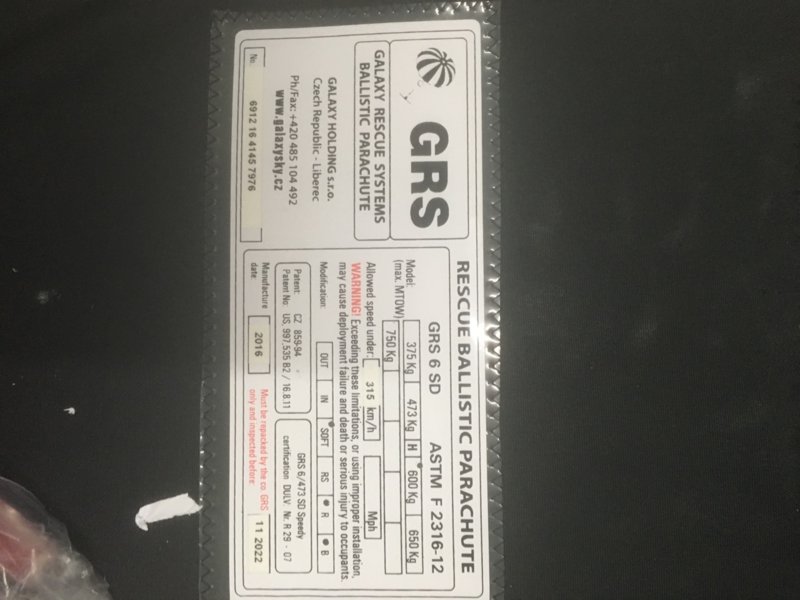 GRS
GALAXY RESCUE SYSTEMS
BALLISTIC PARACHUTE
GALAXY HOLDING s.r.o.
Czech Republic - Liberec
Ph/Fax: +420 485 104 492
www.galaxysky.cz
No. 6912 16 4145 7976
RESCUE BALLISTIC PARACHUTE
GRS 6 SD ASTM F 2316-12
Model: 375 Kg 473 Kg H 600 Kg 650 Kg
(max. MTOW) 750 Kg
Allowed speed under: 315 km/h Mph
WARNING! Exceeding these limitations, or using improper installation,
may cause deployment failure and death or serious injury to occupants.
Modification: OUT IN SOFT RS R B
Patent: CZ 859-94
Patent No: US. 997.535 B2 / 16.8.11
GRS 6/473 SD Speedy
certification DULV Nr. R 29 - 07
Manufacture
date 2016
Must be repacked by the co GRS
only and inspected before: 11 2022